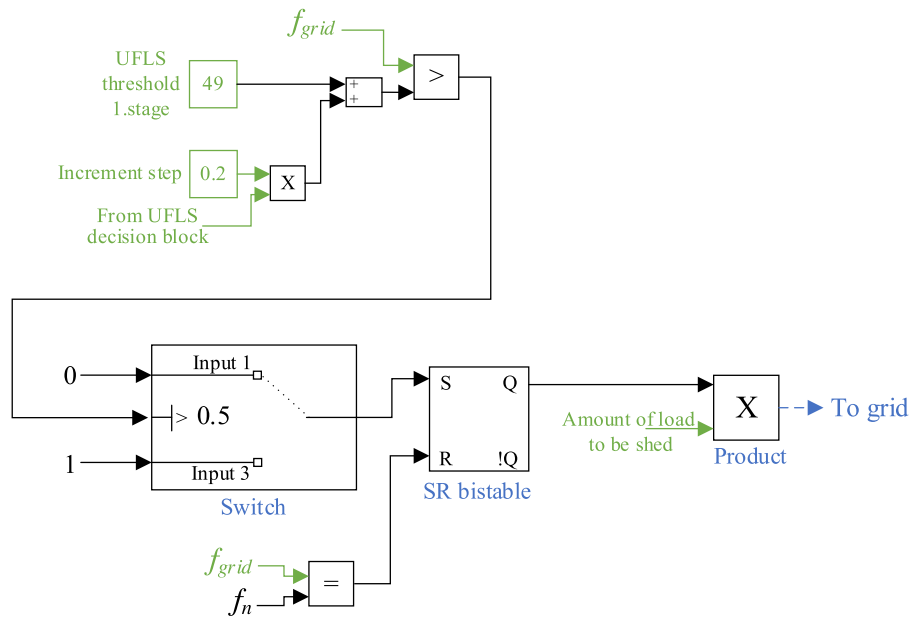 f_grid
UFLS
threshold
1.stage
49
+
+
>
Increment step
0.2
X
From UFLS
decision block
0
Input 1
> 0.5
1
Input 3
Switch
S
Q
R
!Q
SR bistable
Amount of load
to be shed
X
Product
To grid
f_grid
f_n
=